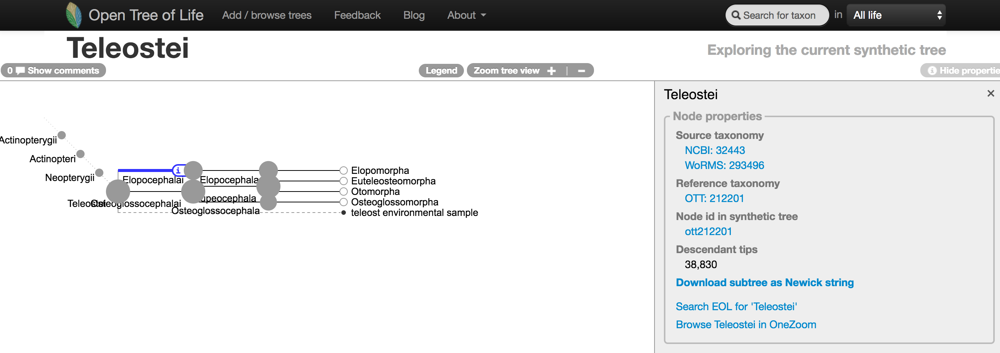 Open Tree of Life Add / browse trees Feedback Blog About Search for taxon in All life
Teleostei
Exploring the current synthetic tree
0 Show comments Legend Zoom tree view + | − Hide propertie
Actinopterygii
Actinopteri
Neopterygii
Teleostei
Osteoglossocephalai
Elopocephalai
Elopocephala
upeocephala
Osteoglossocephala
Elopomorpha
Euteleosteomorpha
Otomorpha
Osteoglossomorpha
teleost environmental sample
Teleostei ×
Node properties
Source taxonomy
NCBI: 32443
WoRMS: 293496
Reference taxonomy
OTT: 212201
Node id in synthetic tree
ott212201
Descendant tips
38,830
Download subtree as Newick string
Search EOL for 'Teleostei'
Browse Teleostei in OneZoom